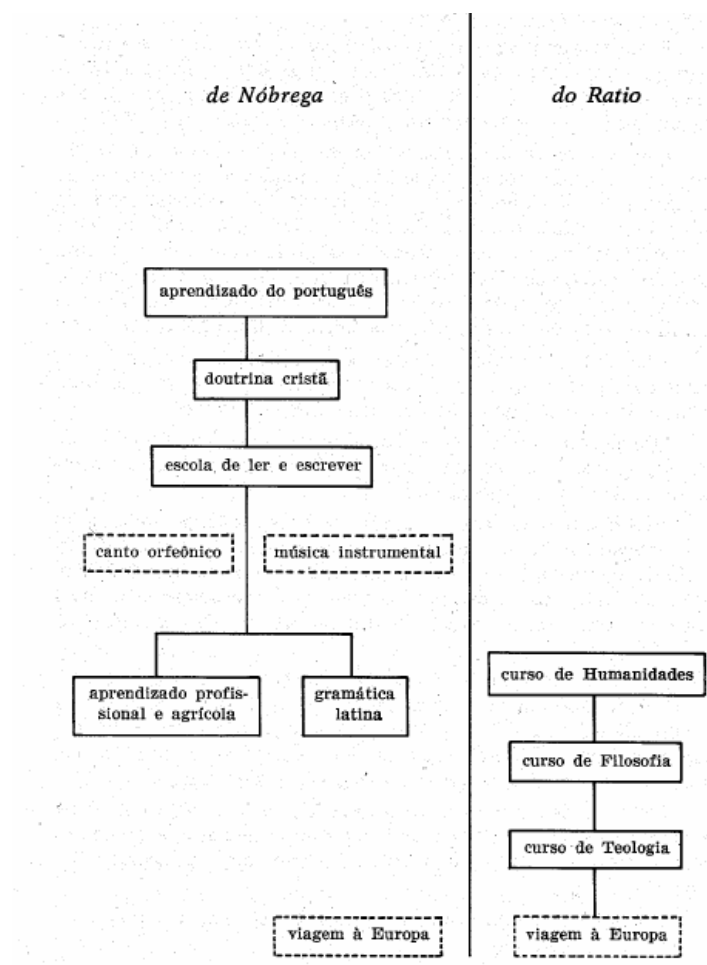 de Nóbrega
do Ratio
aprendizado do português
doutrina cristã
escola de ler e escrever
canto orfeônico
música instrumental
aprendizado profis-
sional e agrícola
gramática
latina
curso de Humanidades
curso de Filosofia
curso de Teologia
viagem à Europa
viagem à Europa